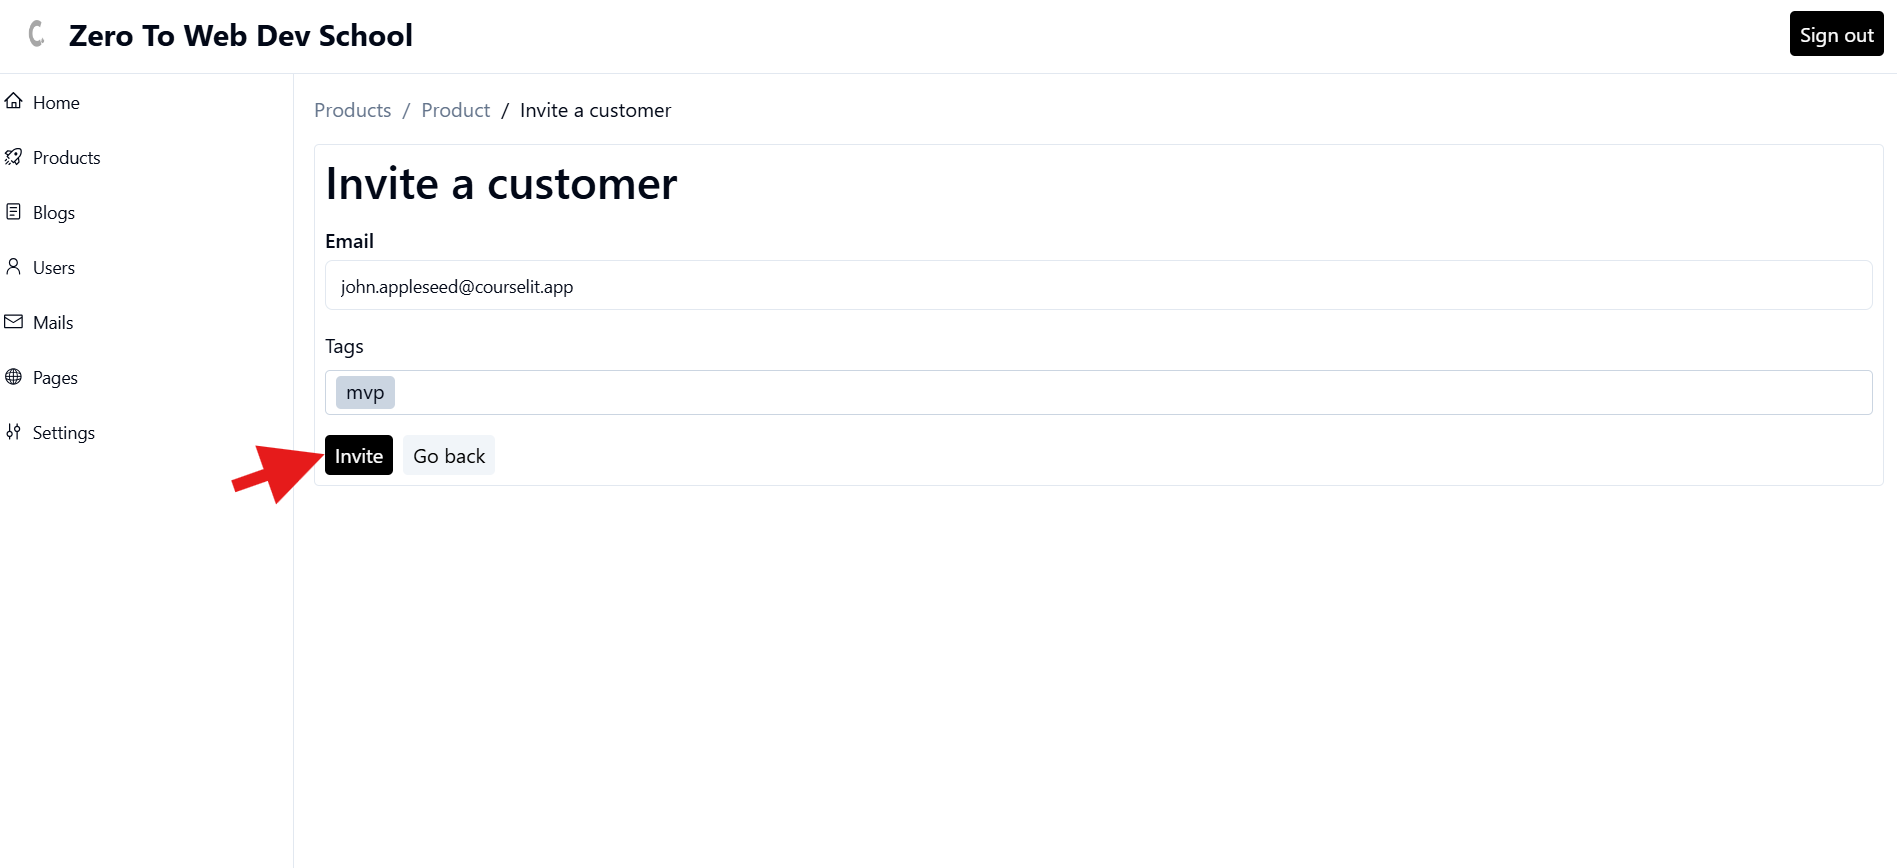 Zero To Web Dev School
Sign out
Home
Products
Blogs
Users
Mails
Pages
Settings
Products / Product / Invite a customer
Invite a customer
Email
john.appleseed@courselit.app
Tags
mvp
Invite Go back